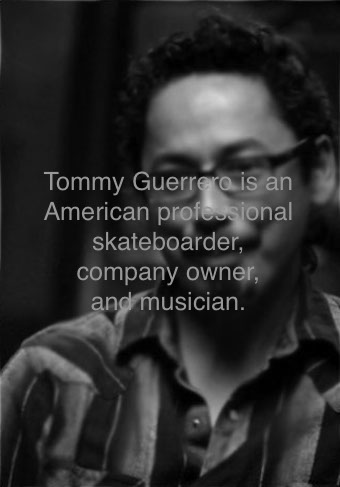 Tommy Guerrero is an
American professional
skateboarder,
company owner,
and musician.